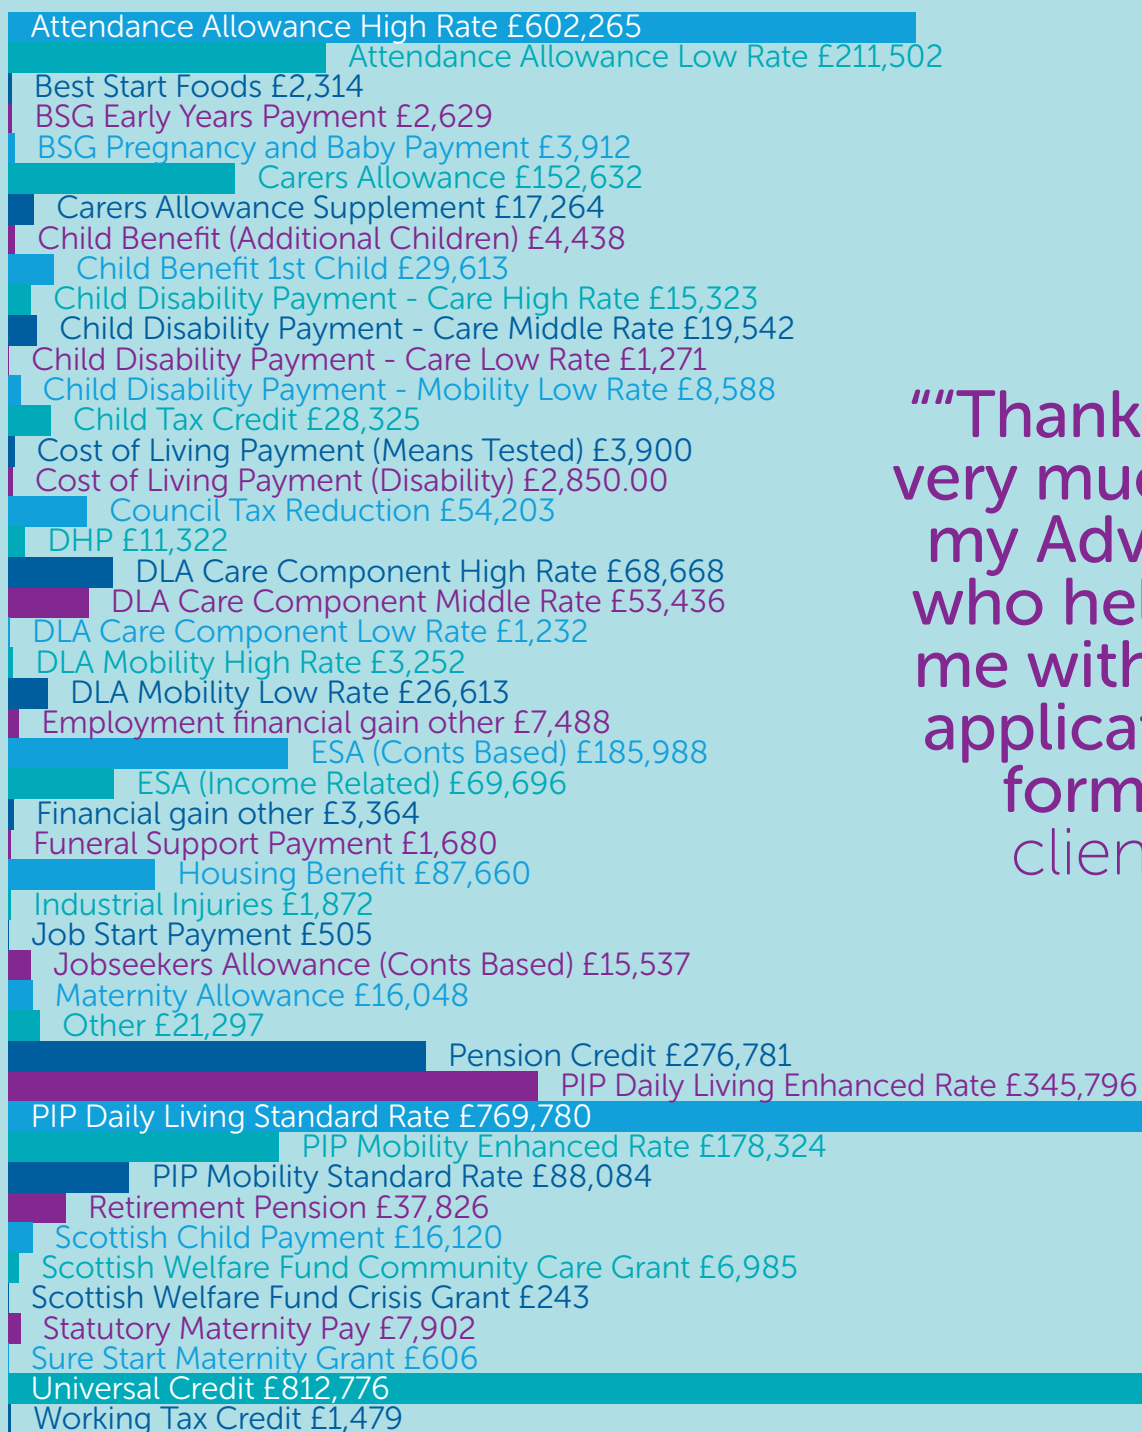 Attendance Allowance High Rate £602,265
Attendance Allowance Low Rate £211,502
Best Start Foods £2,314
BSG Early Years Payment £2,629
BSG Pregnancy and Baby Payment £3,912
Carers Allowance £152,632
Carers Allowance Supplement £17,264
Child Benefit (Additional Children) £4,438
Child Benefit 1st Child £29,613
Child Disability Payment - Care High Rate £15,323
Child Disability Payment - Care Middle Rate £19,542
Child Disability Payment - Care Low Rate £1,271
Child Disability Payment - Mobility Low Rate £8,588
Child Tax Credit £28,325
Cost of Living Payment (Means Tested) £3,900
Cost of Living Payment (Disability) £2,850.00
Council Tax Reduction £54,203
DHP £11,322
DLA Care Component High Rate £68,668
DLA Care Component Middle Rate £53,436
DLA Care Component Low Rate £1,232
DLA Mobility High Rate £3,252
DLA Mobility Low Rate £26,613
Employment financial gain other £7,488
ESA (Conts Based) £185,988
ESA (Income Related) £69,696
Financial gain other £3,364
Funeral Support Payment £1,680
Housing Benefit £87,660
Industrial Injuries £1,872
Job Start Payment £505
Jobseekers Allowance (Conts Based) £15,537
Maternity Allowance £16,048
Other £21,297
Pension Credit £276,781
PIP Daily Living Enhanced Rate £345,796
PIP Daily Living Standard Rate £769,780
PIP Mobility Enhanced Rate £178,324
PIP Mobility Standard Rate £88,084
Retirement Pension £37,826
Scottish Child Payment £16,120
Scottish Welfare Fund Community Care Grant £6,985
Scottish Welfare Fund Crisis Grant £243
Statutory Maternity Pay £7,902
Sure Start Maternity Grant £606
Universal Credit £812,776
Working Tax Credit £1,479
““Thank
very
my
who
me with